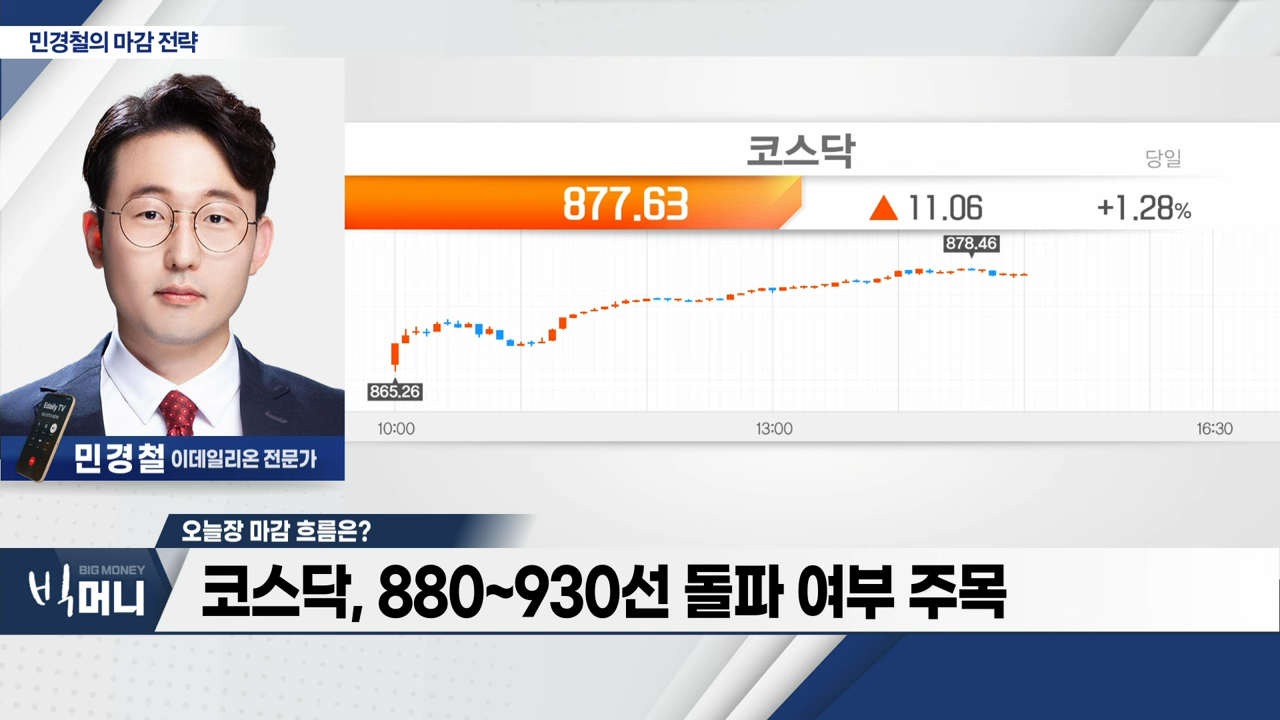 민경철의 마감 전략
코스닥
당일
877.63 ▲ 11.06 +1.28%
878.46
865.26
10:00 13:00 16:30
Edaily TV
민경철 이데일리온 전문가
오늘장 마감 흐름은?
BIG MONEY
빅머니
코스닥, 880~930선 돌파 여부 주목